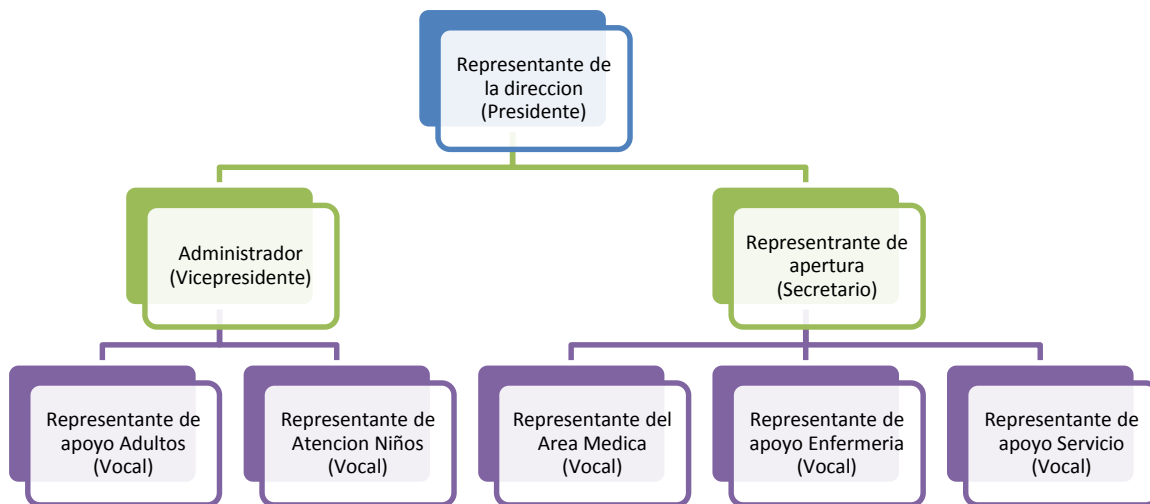 Representante de
la direccion
(Presidente)
Administrador
(Vicepresidente)
Representrante de
apertura
(Secretario)
Representante de
apoyo Adultos
(Vocal)
Representante de
Atencion Niños
(Vocal)
Representante del
Area Medica
(Vocal)
Representante de
apoyo Enfermeria
(Vocal)
Representante de
apoyo Servicio
(Vocal)